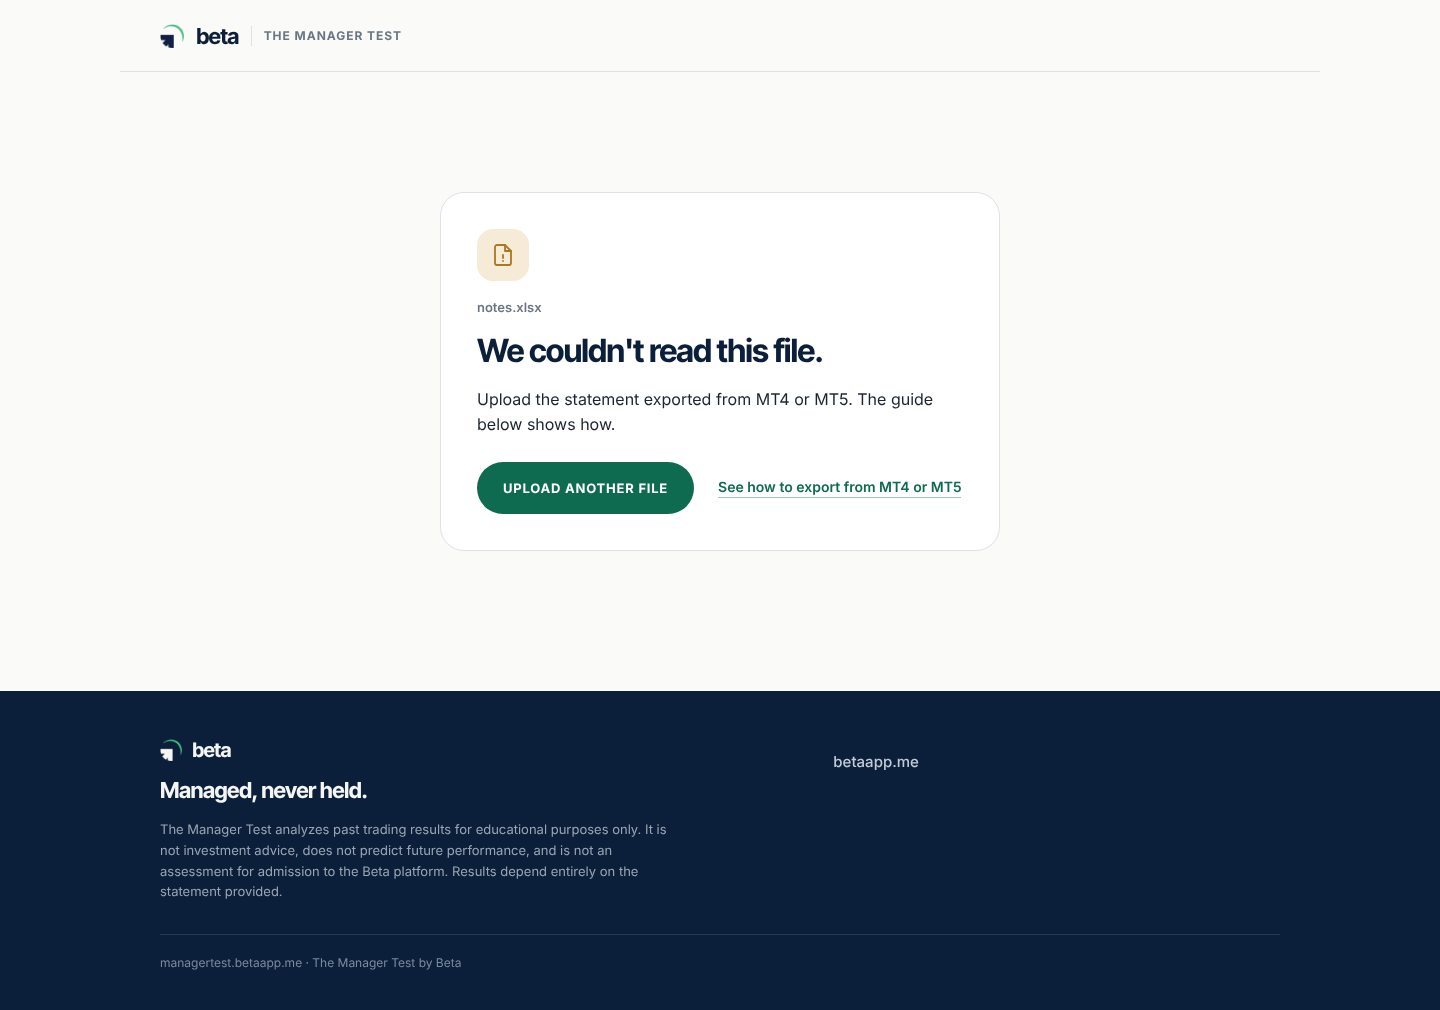 beta
THE MANAGER TEST
notes.xlsx
We couldn't read this file.
Upload the statement exported from MT4 or MT5. The guide
below shows how.
UPLOAD ANOTHER FILE
See how to export from MT4 or MT5
beta
Managed, never held.
The Manager Test analyzes past trading results for educational purposes only. It is
not investment advice, does not predict future performance, and is not an
assessment for admission to the Beta platform. Results depend entirely on the
statement provided.
betaapp.me
managertest.betaapp.me · The Manager Test by Beta